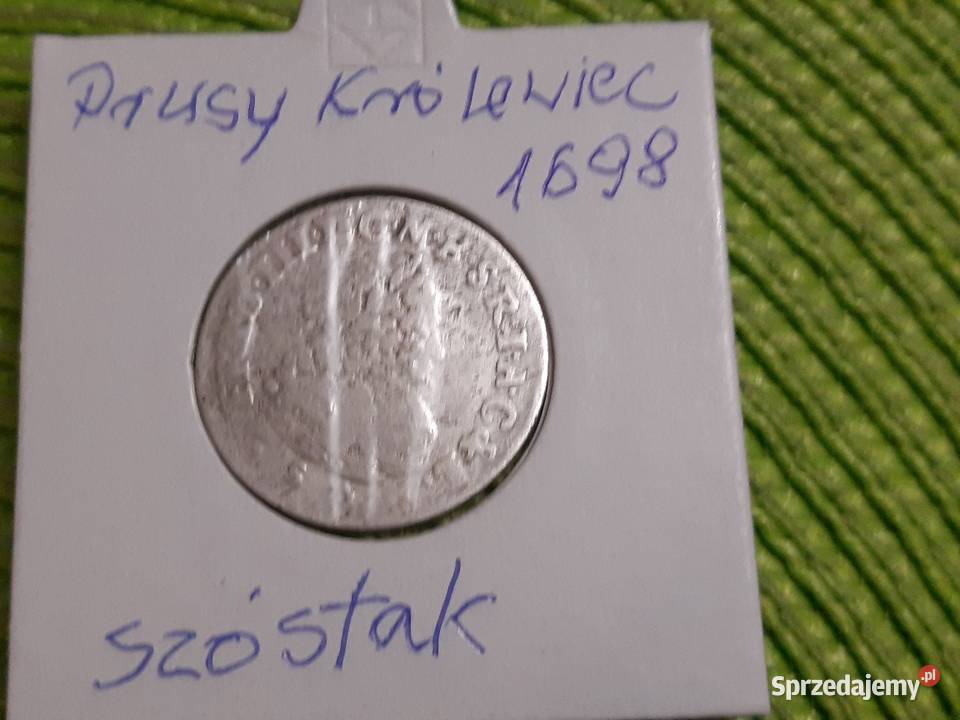 Prusy Królewiec
1698
szóstak
Sprzedajemy.pl